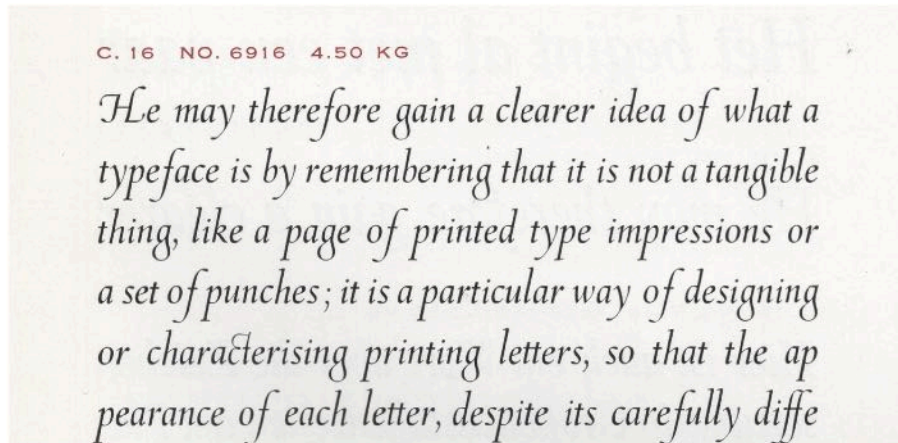 C. 16 NO. 6916 4.50 KG
He may therefore gain a clearer idea of what a
typeface is by remembering that it is not a tangible
thing, like a page of printed type impressions or
a set of punches; it is a particular way of designing
or characterising printing letters, so that the ap
pearance of each letter, despite its carefully diffe